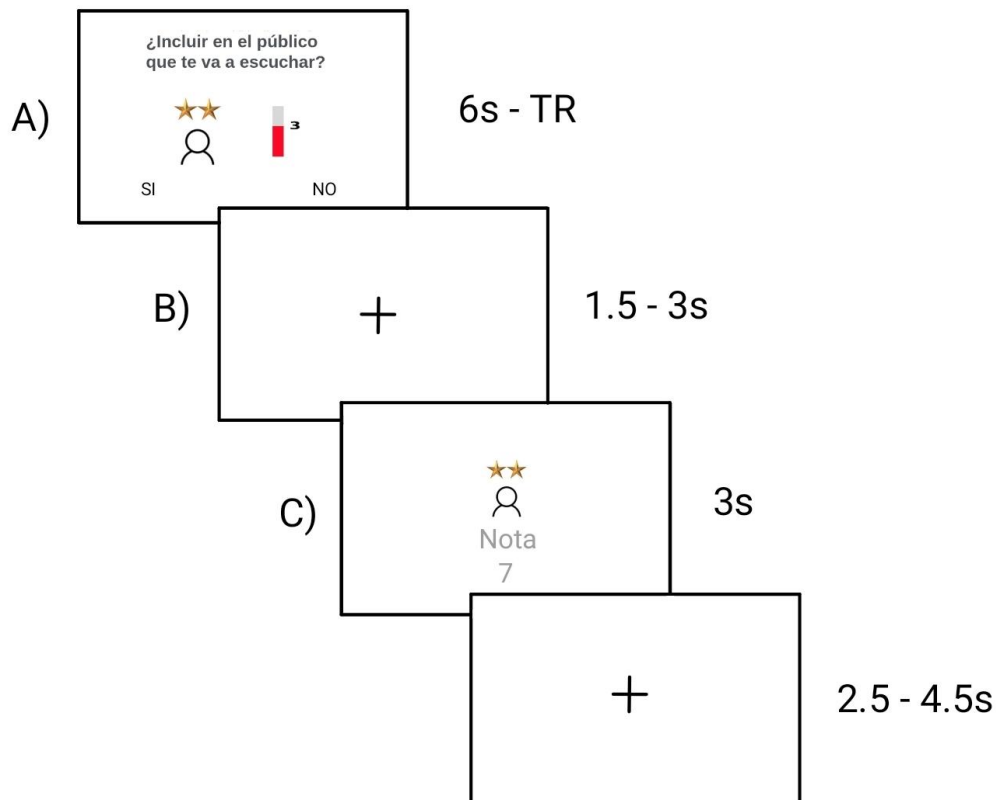 ¿Incluir en el público
que te va a escuchar?
A)
3
SI NO
6s - TR
B)
1.5 - 3s
C)
Nota
7
3s
2.5 - 4.5s